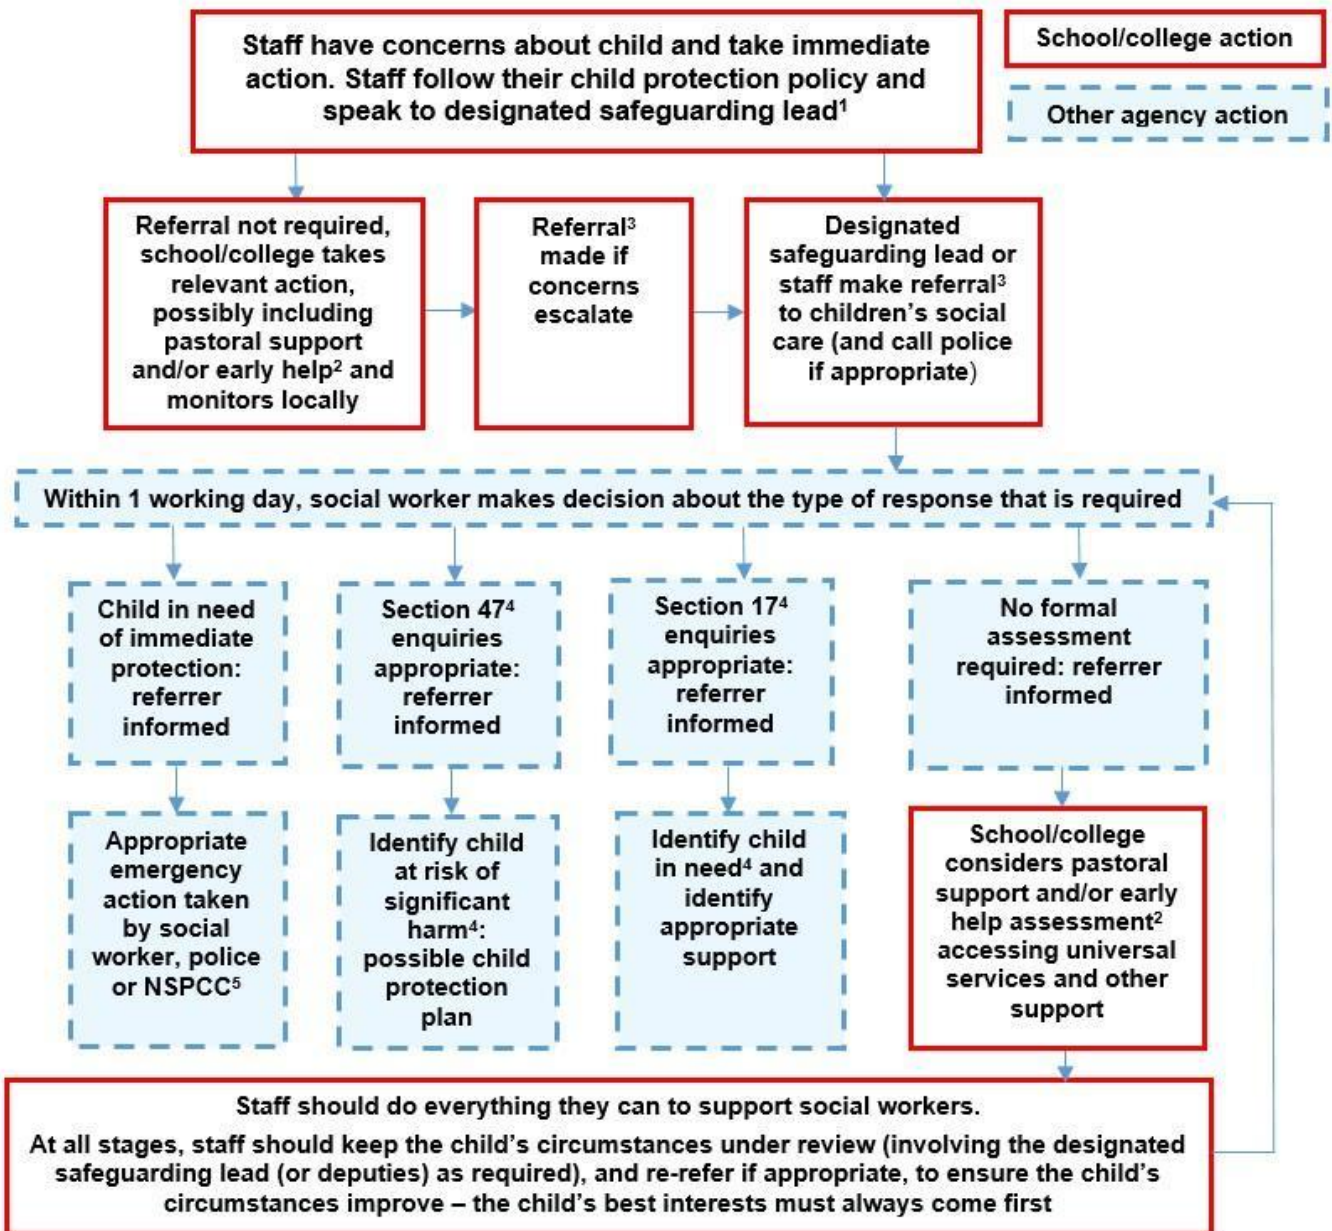 Staff have concerns about child and take immediate
action. Staff follow their child protection policy and
speak to designated safeguarding lead¹
School/college action
Other agency action
Referral not required,
school/college takes
relevant action,
possibly including
pastoral support
and/or early help² and
monitors locally
Referral³
made if
concerns
escalate
Designated
safeguarding lead or
staff make referral³
to children’s social
care (and call police
if appropriate)
Within 1 working day, social worker makes decision about the type of response that is required
Child in need
of immediate
protection:
referrer
informed
Section 47⁴
enquiries
appropriate:
referrer
informed
Section 17⁴
enquiries
appropriate:
referrer
informed
No formal
assessment
required: referrer
informed
Appropriate
emergency
action taken
by social
worker, police
or NSPCC⁵
Identify child
at risk of
significant
harm⁴:
possible child
protection
plan
Identify child
in need⁴ and
identify
appropriate
support
School/college
considers pastoral
support and/or early
help assessment²
accessing universal
services and other
support
Staff should do everything they can to support social workers.
At all stages, staff should keep the child’s circumstances under review (involving the designated
safeguarding lead (or deputies) as required), and re-refer if appropriate, to ensure the child’s
circumstances improve – the child’s best interests must always come first